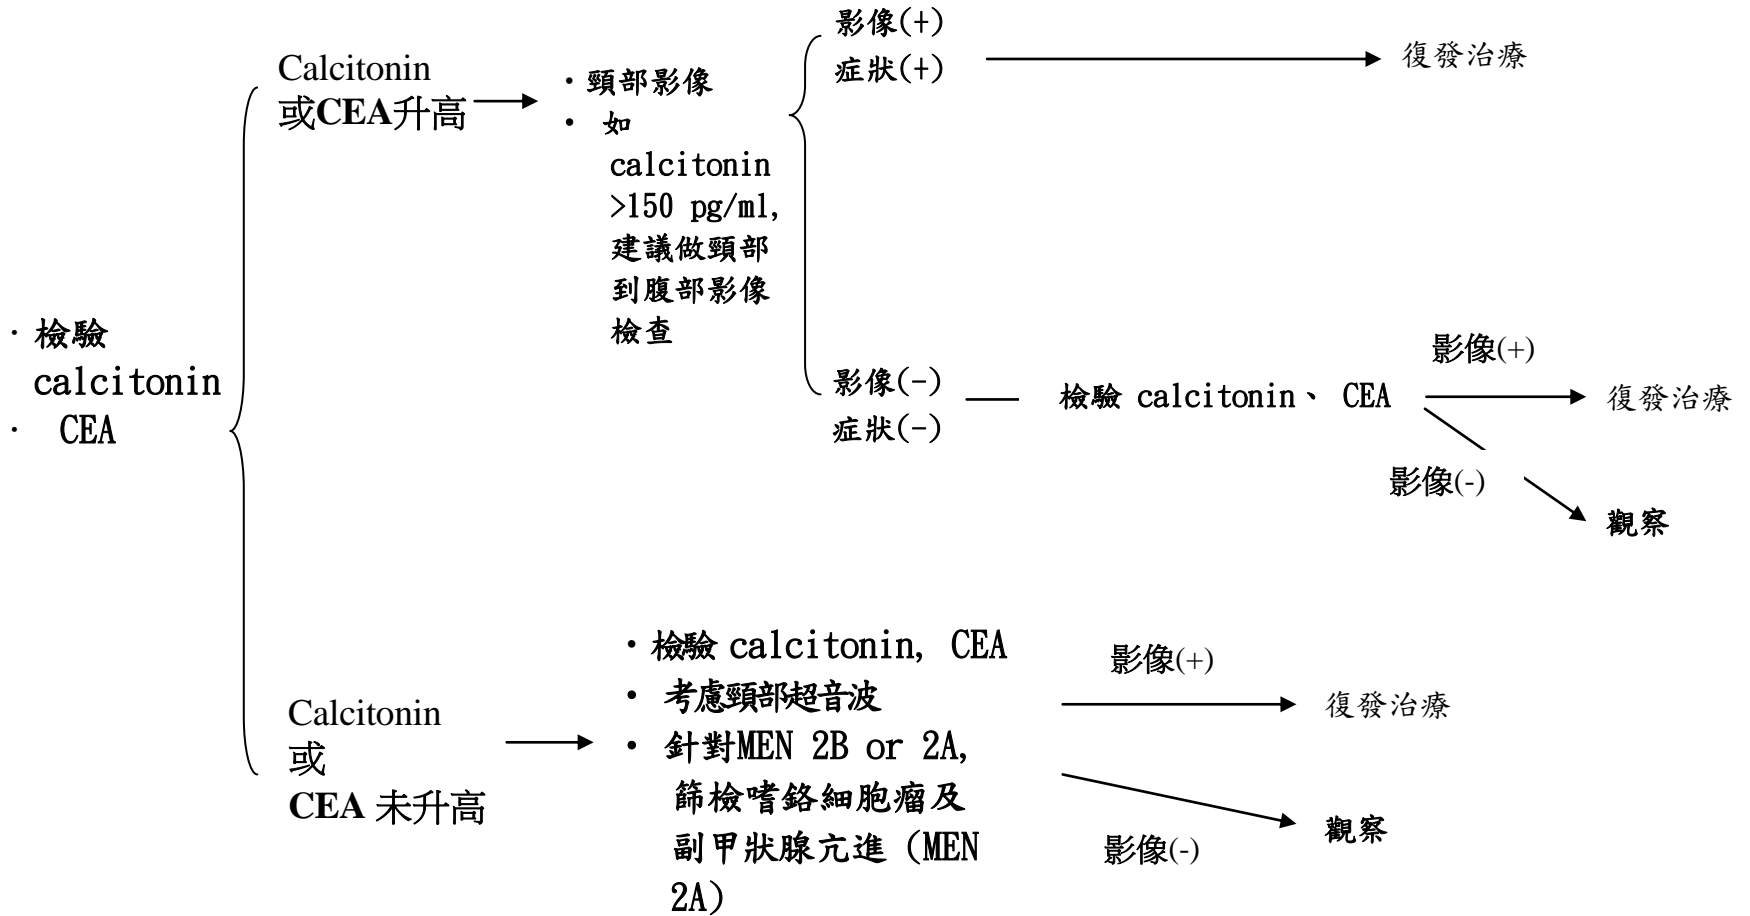 ・檢驗
calcitonin
・ CEA
Calcitonin
或CEA升高
・頸部影像
・ 如
calcitonin
>150 pg/ml,
建議做頸部
到腹部影像
檢查
影像(+)
症狀(+)
復發治療
影像(-)
症狀(-)
檢驗 calcitonin、 CEA
影像(+)
復發治療
影像(-)
觀察
Calcitonin
或
CEA 未升高
・檢驗 calcitonin, CEA
・ 考慮頸部超音波
・ 針對MEN 2B or 2A,
篩檢嗜鉻細胞瘤及
副甲狀腺亢進 (MEN
2A)
影像(+)
復發治療
影像(-)
觀察